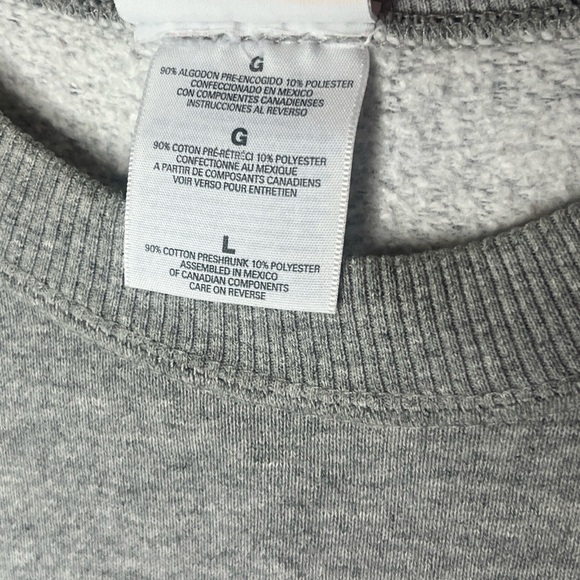 G
90% ALGODON PRE-ENCOGIDO 10% POLIESTER
CONFECCIONADO EN MEXICO
CON COMPONENTES CANADIENSES
INSTRUCCIONES AL REVERSO
G
90% COTON PRÉ-RÉTRÉCI 10% POLYESTER
CONFECTIONNE AU MEXIQUE
A PARTIR DE COMPOSANTS CANADIENS
VOIR VERSO POUR ENTRETIEN
L
90% COTTON PRESHRUNK 10% POLYESTER
ASSEMBLED IN MEXICO
OF CANADIAN COMPONENTS
CARE ON REVERSE